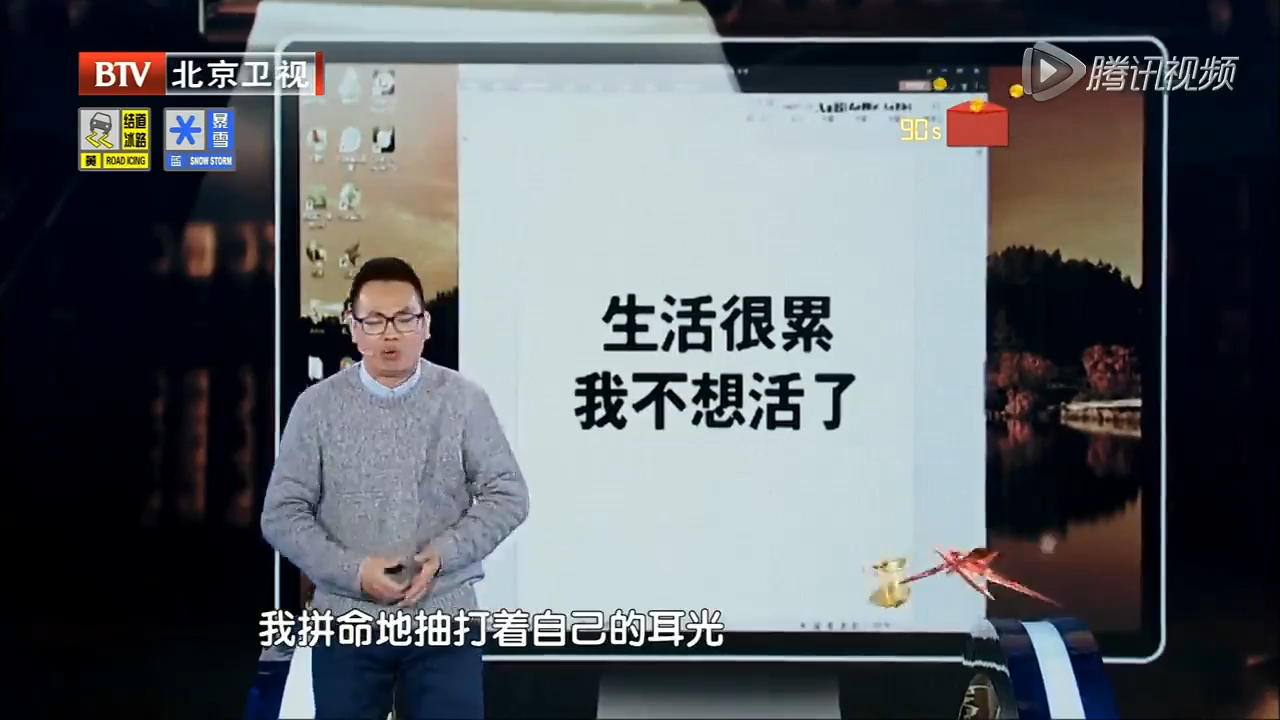 BTV 北京卫视
腾讯视频
道路结冰
黄 ROAD ICING
暴雪
蓝 SNOW STORM
90s
生活很累
我不想活了
我拼命地抽打着自己的耳光